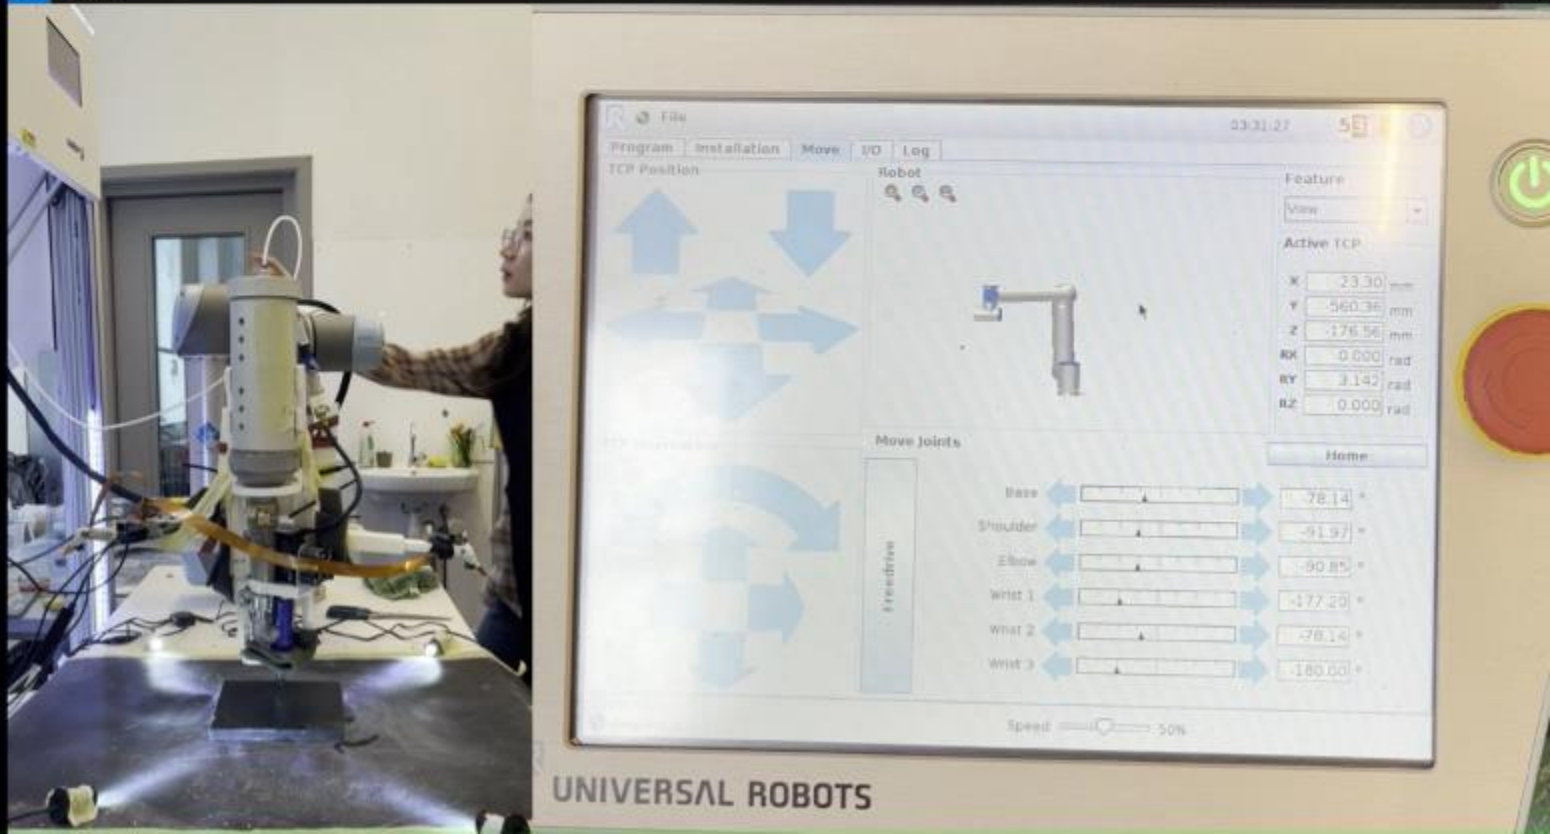 File
03:31:27
Program Installation Move I/O Log
TCP Position
Robot
Feature
View
Active TCP
X 23.30 mm
Y -560.36 mm
Z -176.56 mm
RX 0.000 rad
RY 3.142 rad
RZ 0.000 rad
Move Joints
Home
Freedrive
Base -78.14 °
Shoulder -91.97 °
Elbow -90.85 °
Wrist 1 -177.20 °
Wrist 2 -78.14 °
Wrist 3 -180.00 °
Speed 50%
UNIVERSAL ROBOTS